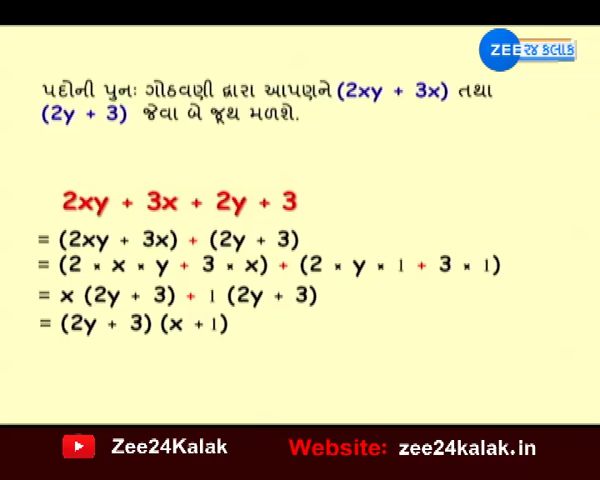 ZEE ૨૪ કલાક
પદોની પુનઃ ગોઠવણી દ્વારા આપણને (2xy + 3x) તથા
(2y + 3) જેવા બે જૂથ મળશે.
2xy + 3x + 2y + 3
= (2xy + 3x) + (2y + 3)
= (2 × x × y + 3 × x) + (2 × y × 1 + 3 × 1)
= x (2y + 3) + 1 (2y + 3)
= (2y + 3) (x + 1)
Zee24Kalak Website: zee24kalak.in